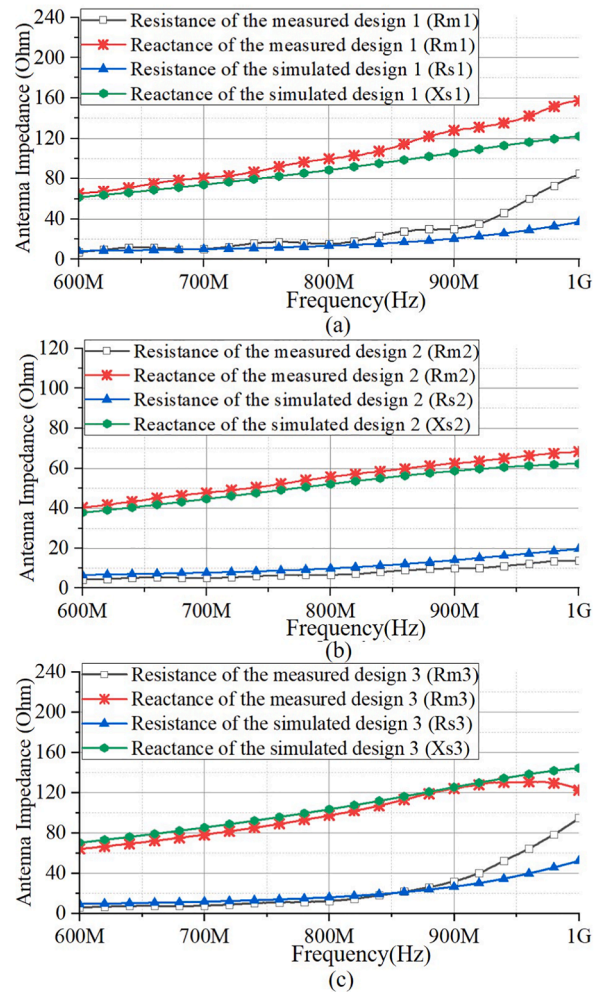 Antenna Impedance (Ohm)
240
200
160
120
80
40
0
Resistance of the measured design 1 (Rm1)
Reactance of the measured design 1 (Rm1)
Resistance of the simulated design 1 (Rs1)
Reactance of the simulated design 1 (Xs1)
600M 700M 800M 900M 1G
Frequency(Hz)
(a)
Antenna Impedance (Ohm)
120
100
80
60
40
20
0
Resistance of the measured design 2 (Rm2)
Reactance of the measured design 2 (Rm2)
Resistance of the simulated design 2 (Rs2)
Reactance of the simulated design 2 (Xs2)
600M 700M 800M 900M 1G
Frequency(Hz)
(b)
Antenna Impedance (Ohm)
240
200
160
120
80
40
0
Resistance of the measured design 3 (Rm3)
Reactance of the measured design 3 (Rm3)
Resistance of the simulated design 3 (Rs3)
Reactance of the simulated design 3 (Xs3)
600M 700M 800M 900M 1G
Frequency(Hz)
(c)